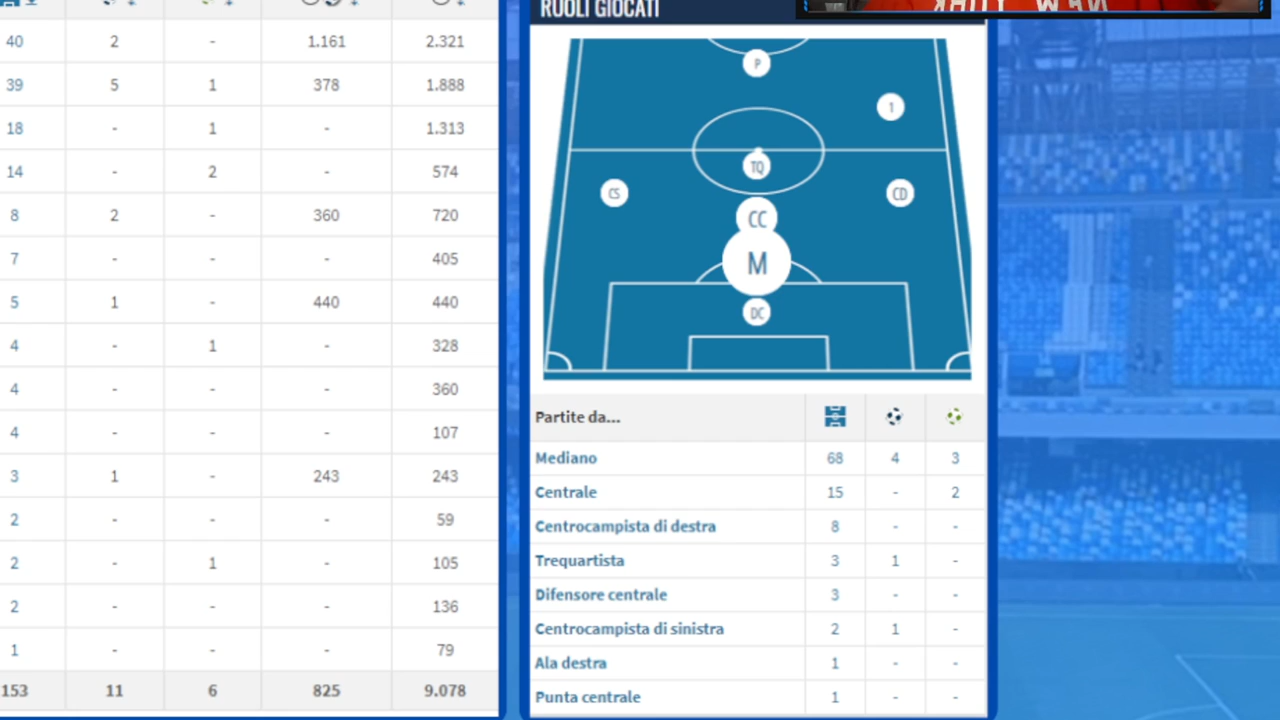 40 2 - 1.161 2.321
39 5 1 378 1.888
18 - 1 - 1.313
14 - 2 - 574
8 2 - 360 720
7 - - - 405
5 1 - 440 440
4 - 1 - 328
4 - - - 360
4 - - - 107
3 1 - 243 243
2 - - - 59
2 - 1 - 105
2 - - - 136
1 - - - 79
153 11 6 825 9.078
RUOLI GIOCATI
P
1
TQ
CS
CD
CC
M
DC
Partite da...
Mediano 68 4 3
Centrale 15 - 2
Centrocampista di destra 8 - -
Trequartista 3 1 -
Difensore centrale 3 - -
Centrocampista di sinistra 2 1 -
Ala destra 1 - -
Punta centrale 1 - -